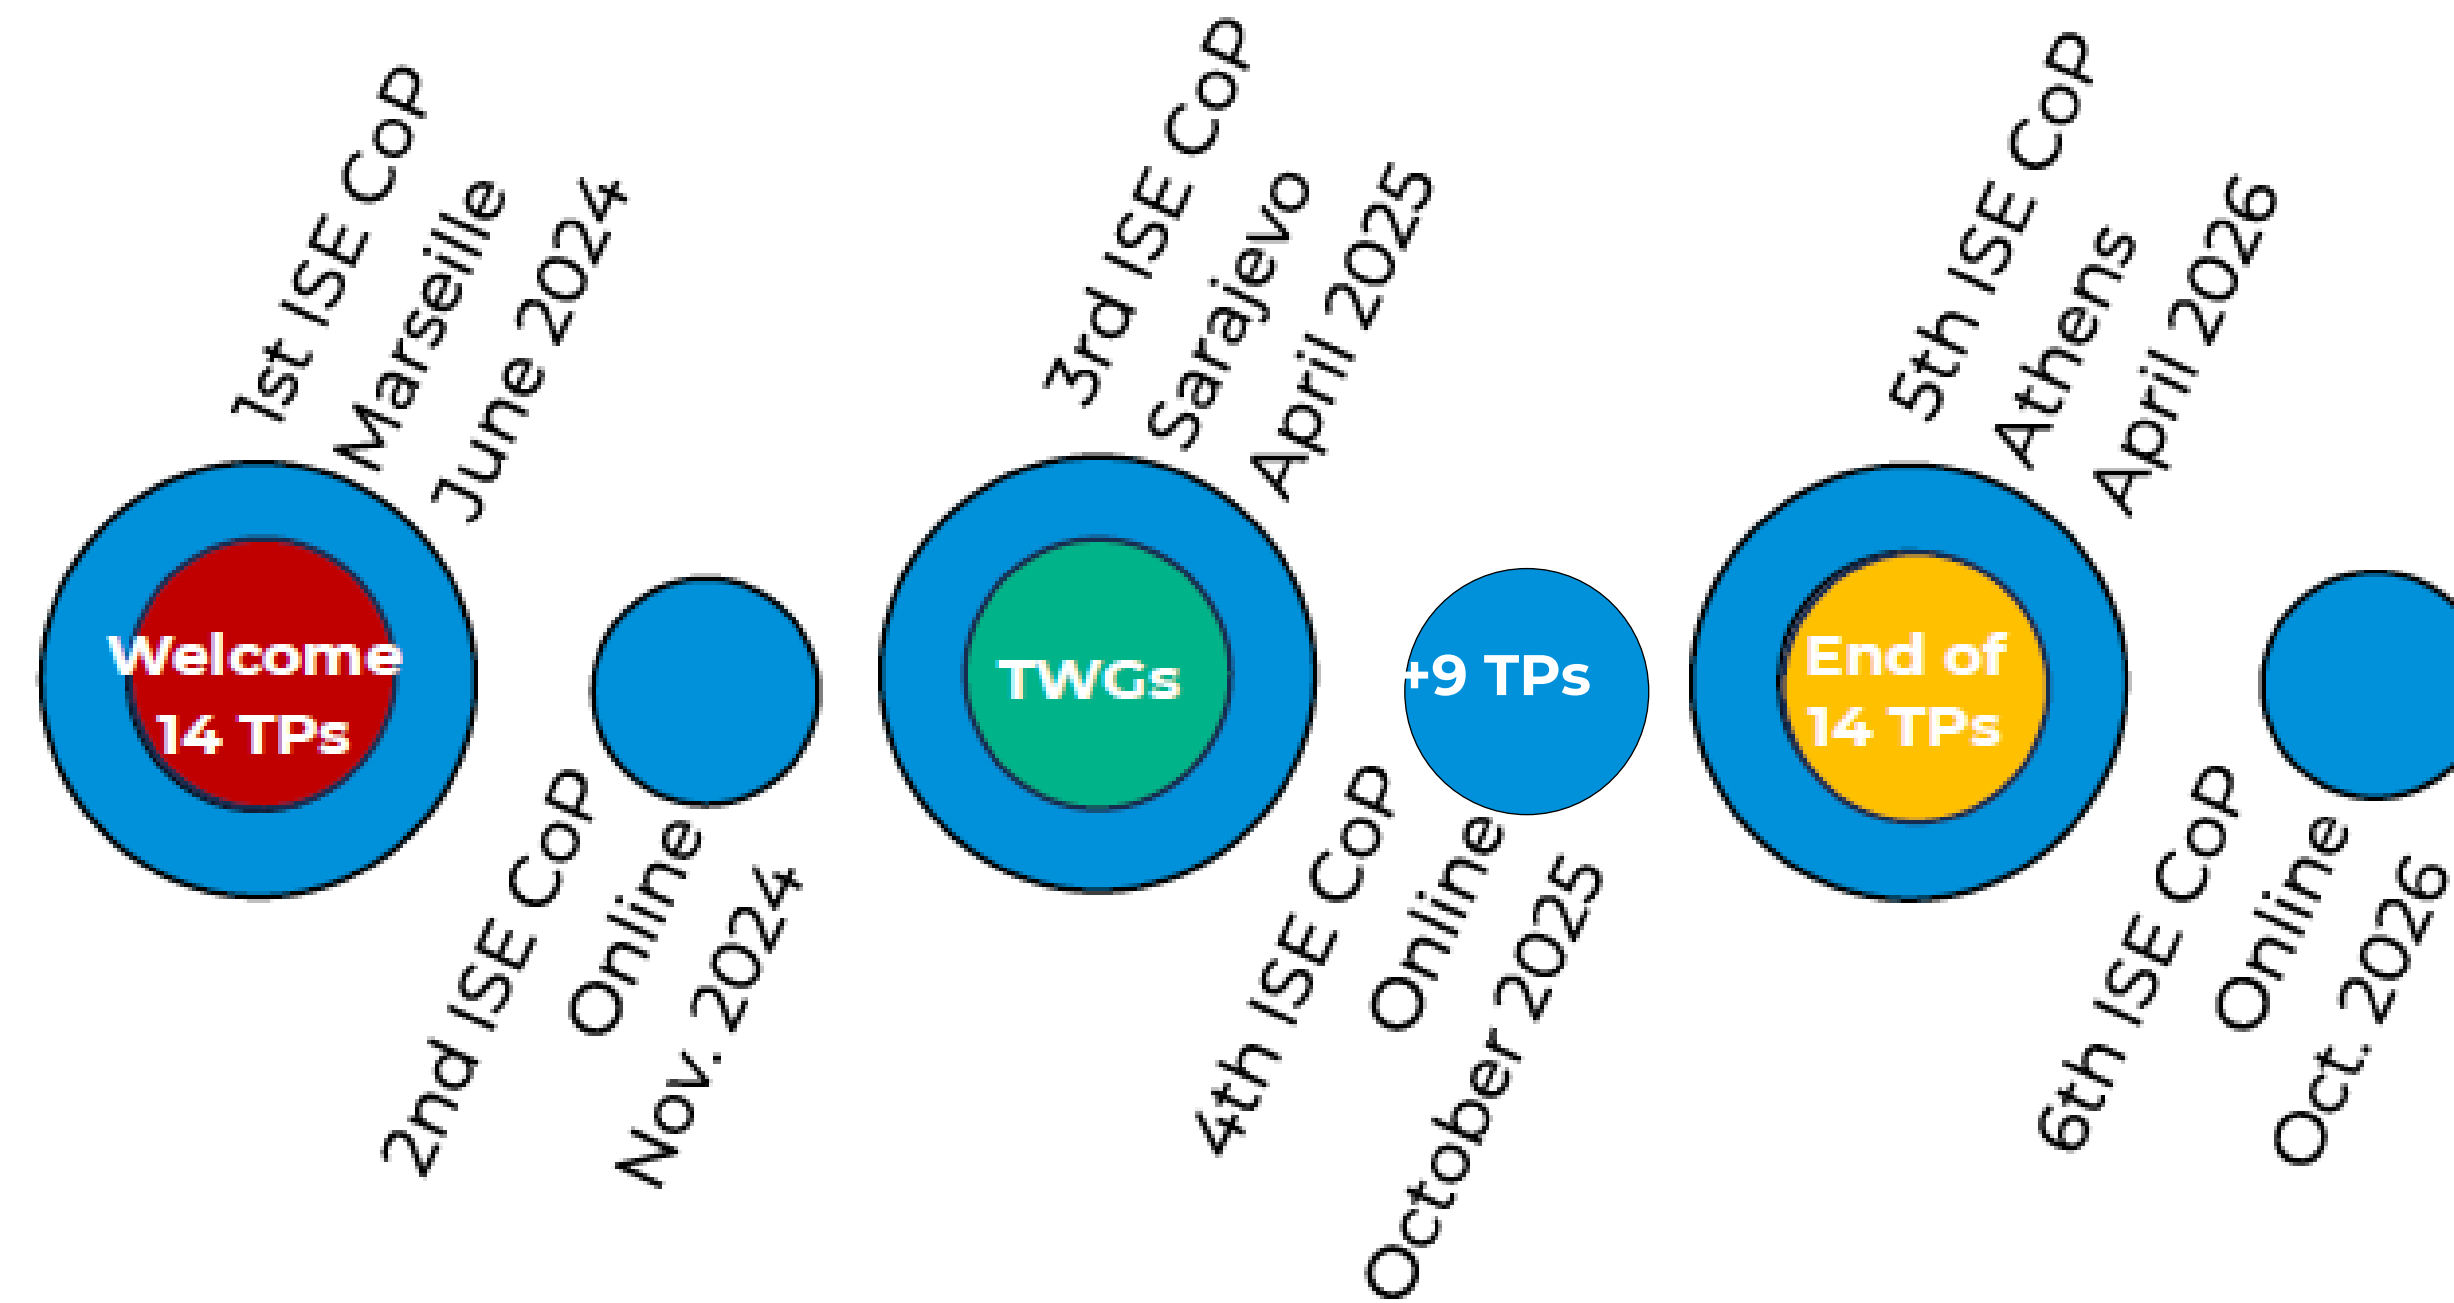 1st ISE CoP
Marseille
June 2024
Welcome
14 TPs
2nd ISE CoP
Online
Nov. 2024
3rd ISE CoP
Sarajevo
April 2025
TWGs
4th ISE CoP
Online
October 2025
+9 TPs
5th ISE CoP
Athens
April 2026
End of
14 TPs
6th ISE CoP
Online
Oct. 2026